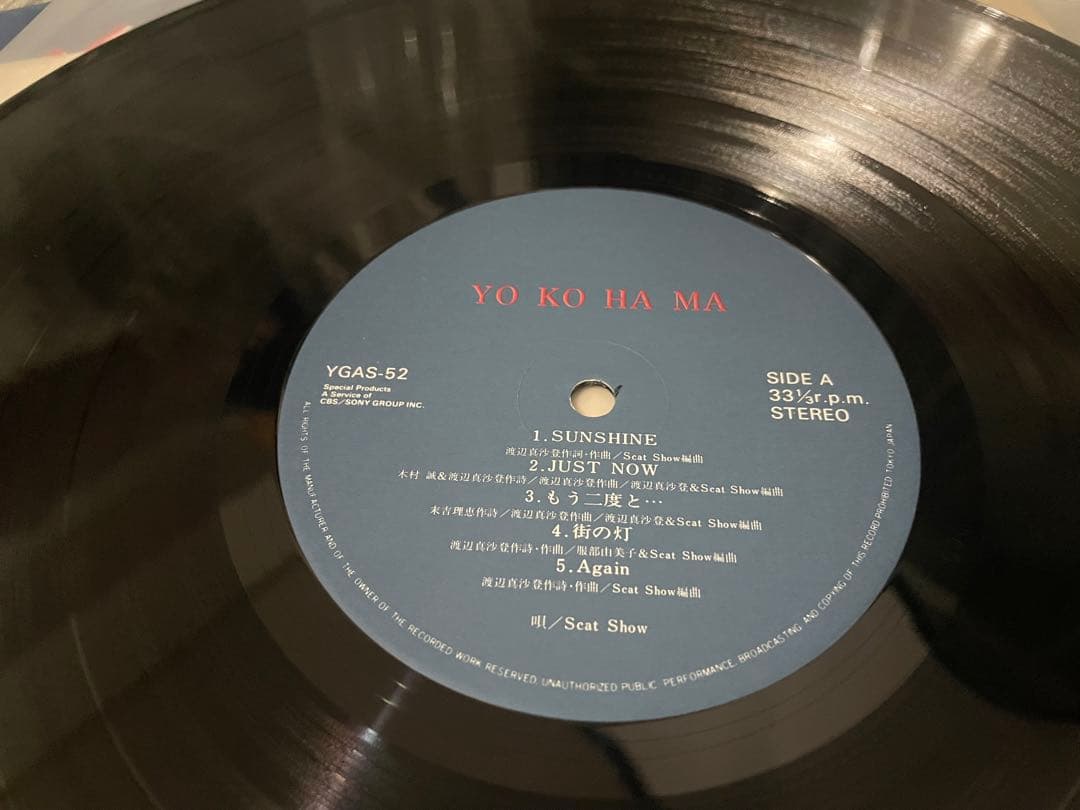 YO KO HA MA
YGAS-52
Special Products
A Service of
CBS/SONY GROUP INC.
SIDE A
33⅓r.p.m.
STEREO
1.SUNSHINE
渡辺真沙登作詞・作曲/Scat Show編曲
2.JUST NOW
木村 誠&渡辺真沙登作詩/渡辺真沙登作曲/渡辺真沙登&Scat Show編曲
3.もう二度と…
末吉理恵作詩/渡辺真沙登作曲/渡辺真沙登&Scat Show編曲
4.街の灯
渡辺真沙登作詩・作曲/服部由美子&Scat Show編曲
5.Again
渡辺真沙登作詩・作曲/Scat Show編曲
唄/Scat Show
ALL RIGHTS OF THE MANUFACTURER AND OF THE OWNER OF THE RECORDED WORK RESERVED. UNAUTHORIZED PUBLIC PERFORMANCE. BROADCASTING AND COPYING OF THIS RECORD PROHIBITED TOKYO JAPAN